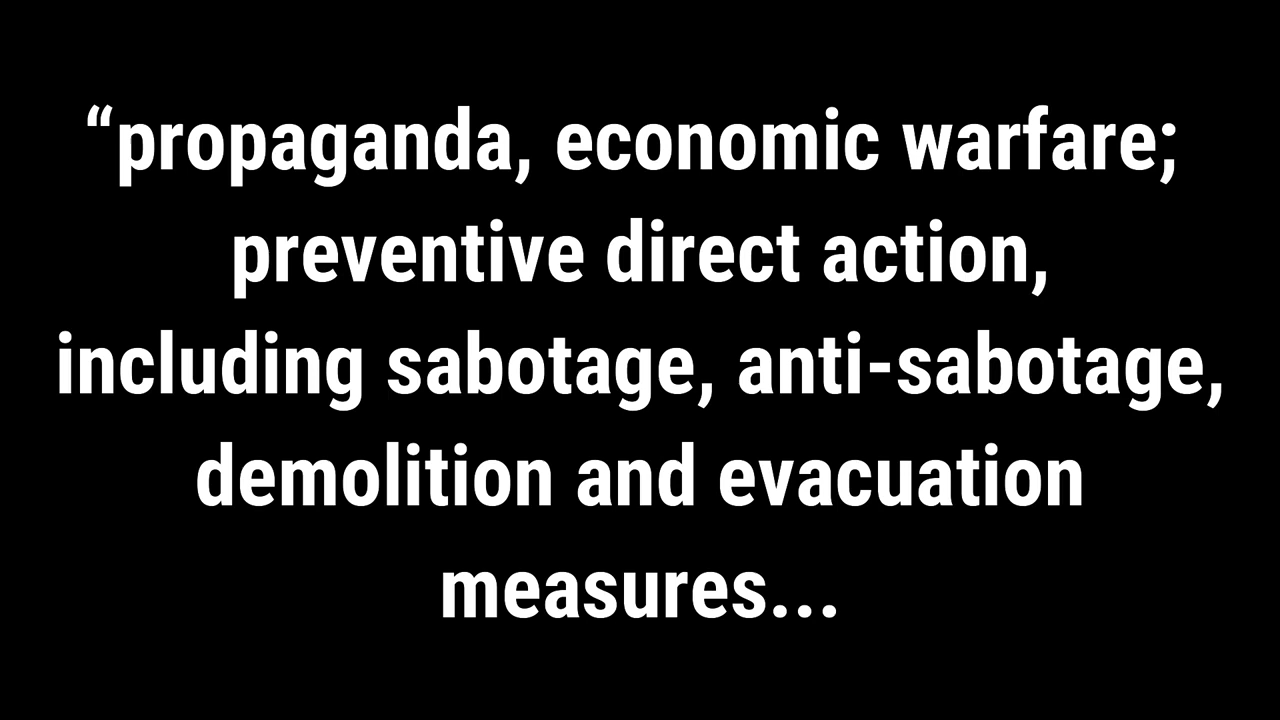 “propaganda, economic warfare;
preventive direct action,
including sabotage, anti-sabotage,
demolition and evacuation
measures...